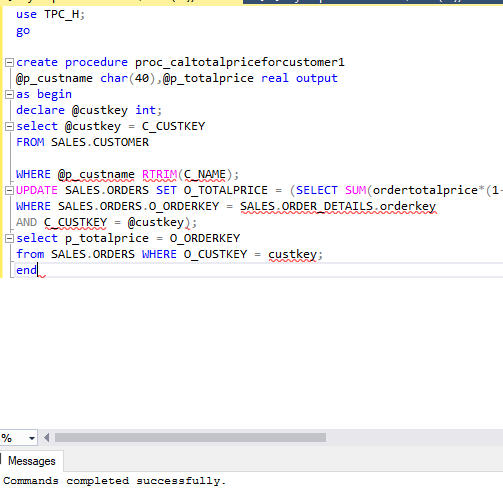 use TPC_H;
go
create procedure proc_caltotalpriceforcustomer1
@p_custname char(40),@p_totalprice real output
as begin
declare @custkey int;
select @custkey = C_CUSTKEY
FROM SALES.CUSTOMER
WHERE @p_custname RTRIM(C_NAME);
UPDATE SALES.ORDERS SET O_TOTALPRICE = (SELECT SUM(ordertotalprice*(1-
WHERE SALES.ORDERS.O_ORDERKEY = SALES.ORDER_DETAILS.orderkey
AND C_CUSTKEY = @custkey);
select p_totalprice = O_ORDERKEY
from SALES.ORDERS WHERE O_CUSTKEY = custkey;
end
%
Messages
Commands completed successfully.